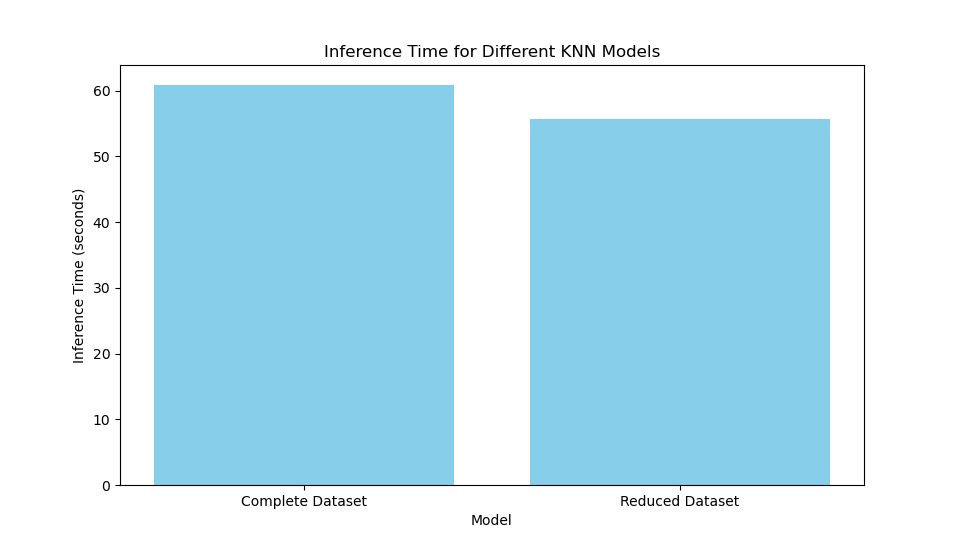 Inference Time for Different KNN Models
60
50
40
30
20
10
0
Inference Time (seconds)
Complete Dataset
Reduced Dataset
Model